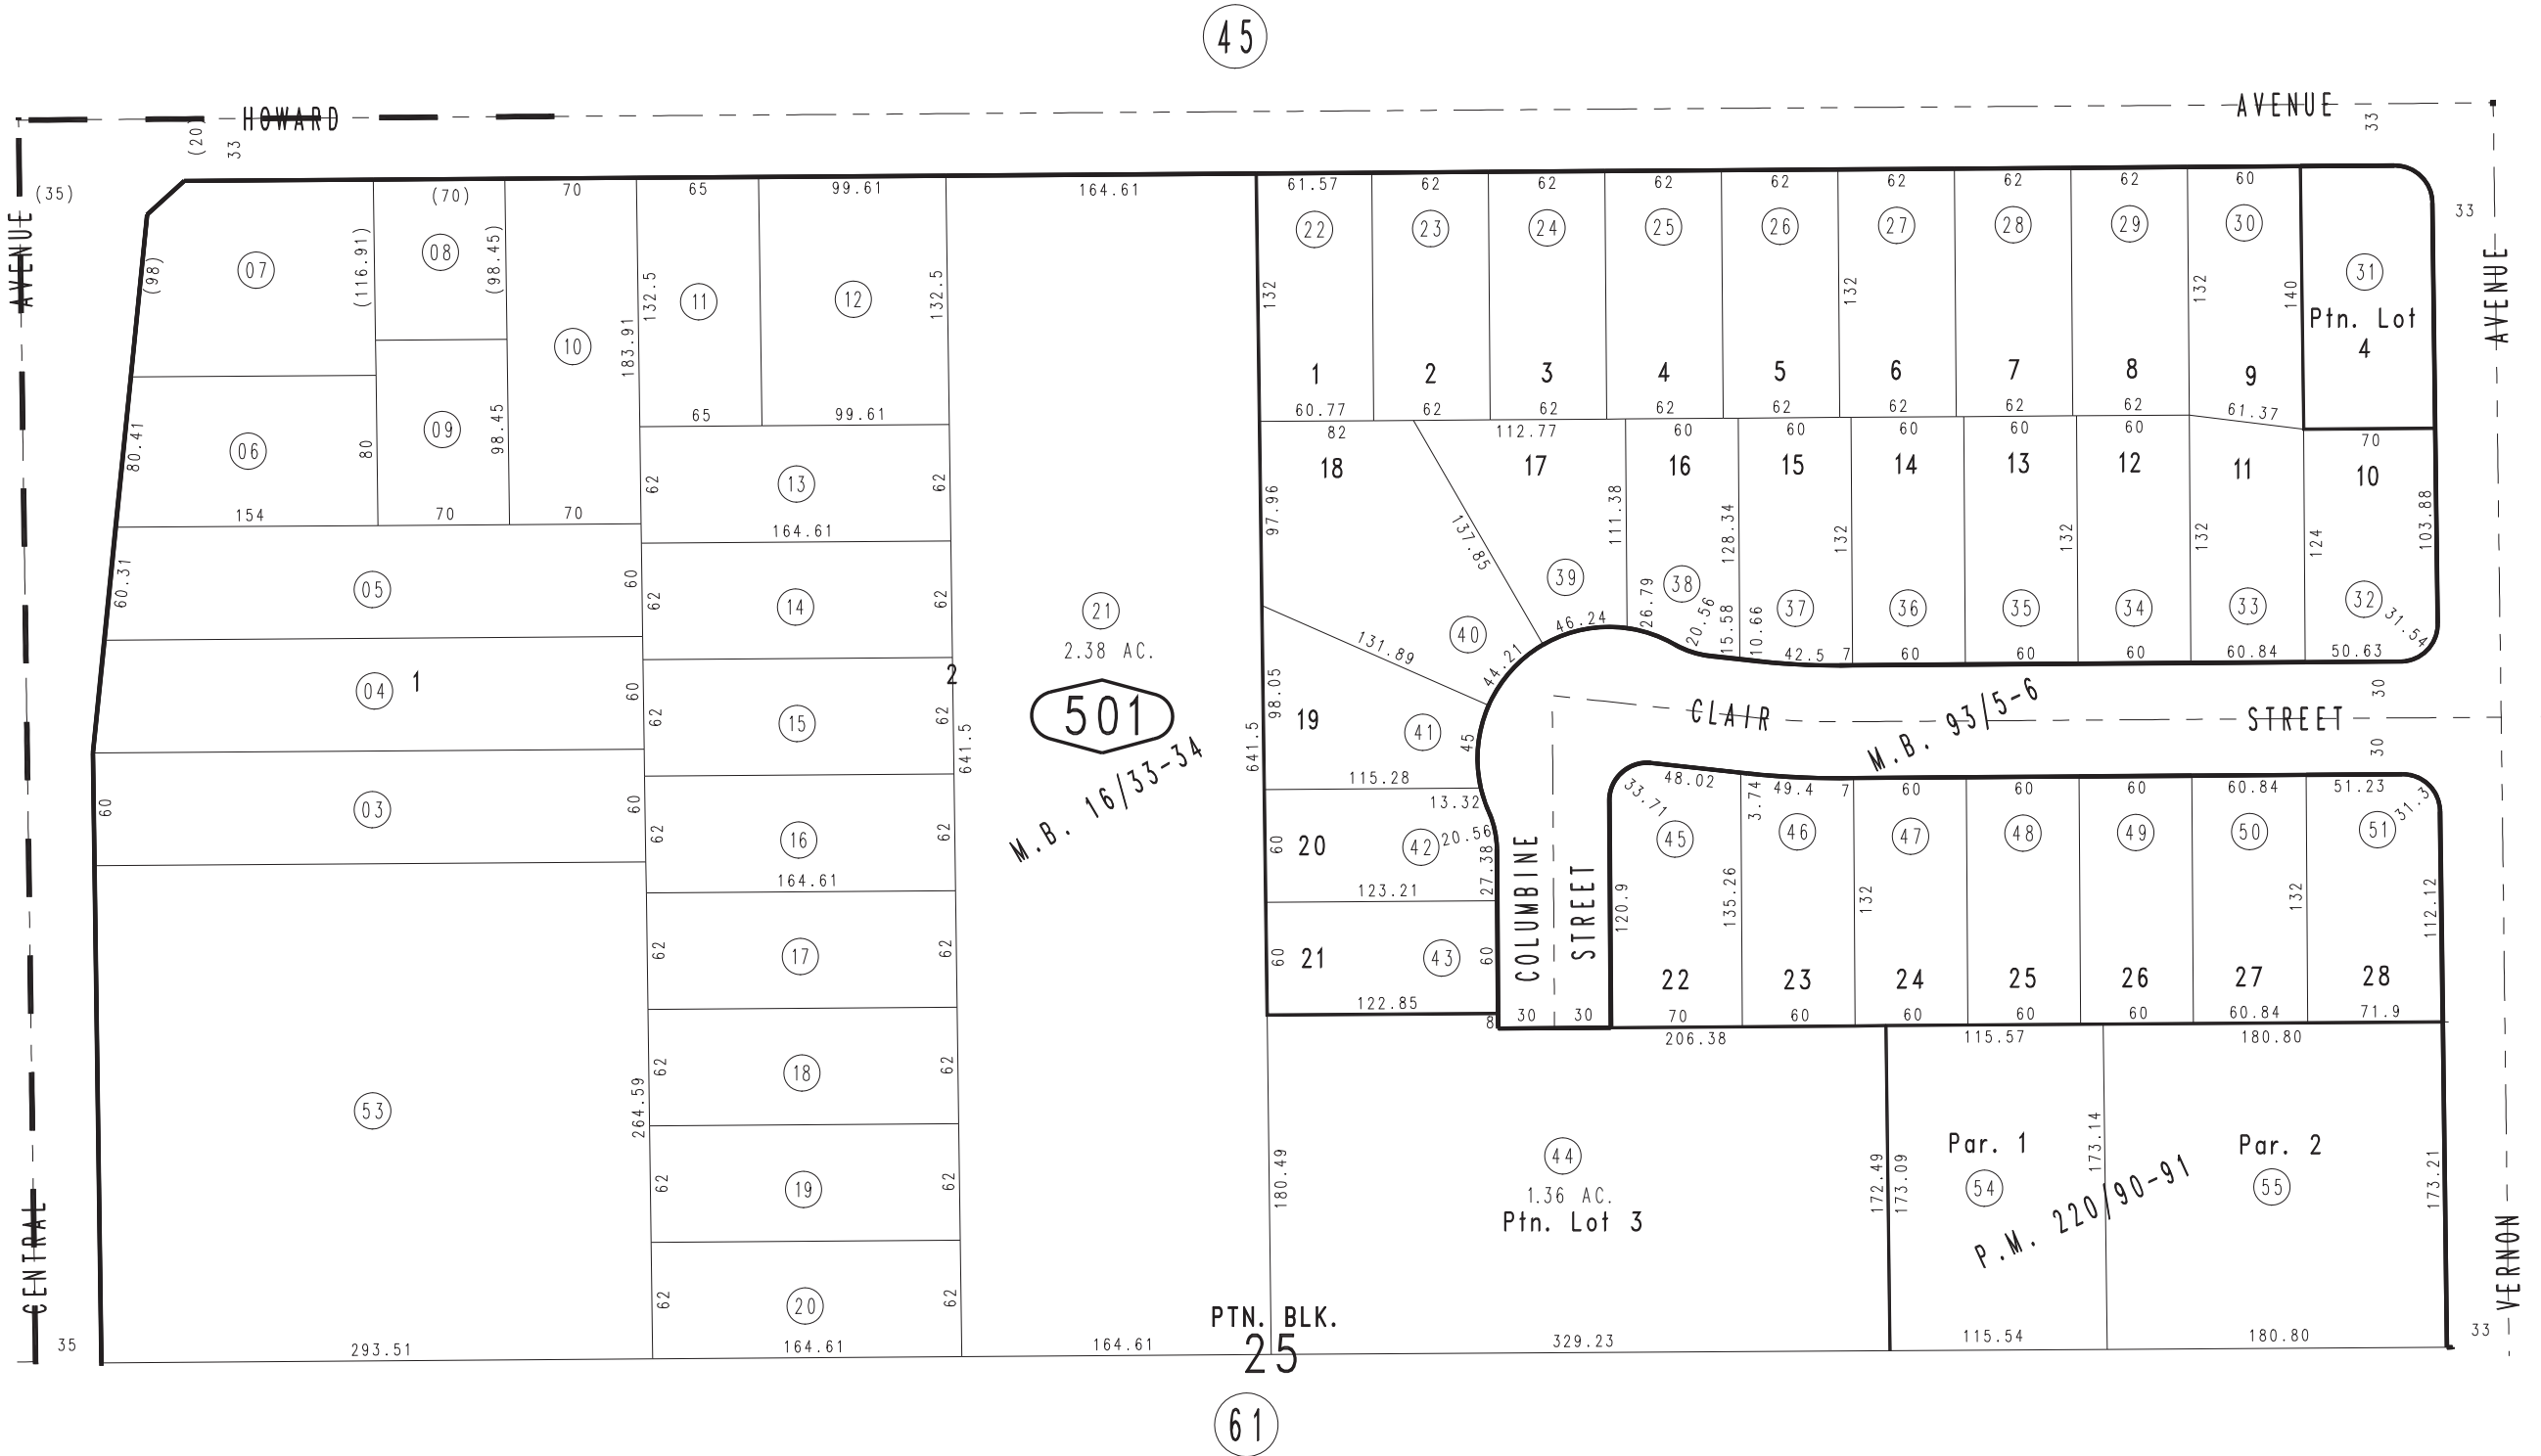 45
HOWARD AVENUE
(20) 33 33
(35) (70) 70 65 99.61 164.61 61.57 62 62 62 62 62 62 62 60
33
AVENUE
AVENUE
07 08 11 12 22 23 24 25 26 27 28 29 30 31
(98) (116.91) (98.45) 132.5 132.5 132 132 132 140
Ptn. Lot
4
10 183.91
1 2 3 4 5 6 7 8 9
65 99.61 60.77 62 62 62 62 62 62 62 61.37
82 112.77 60 60 60 60 60 70
80.41 06 80 09 98.45
18 17 16 15 14 13 12 11 10
62 13 62
154 70 70 164.61
97.96 137.85 111.38 128.34 132 132 132 124 103.88
60.31 05 60 62 14 62 21
2.38 AC.
40 39 38 37 36 35 34 33 32
131.89 44.21 46.24 26.79 20.56 15.58 10.66 42.5 7 60 60 60 60.84 50.63 31.54
04 1 60 62 15 62 2
501
641.5 641.5
M.B. 16/33-34
98.05 19 41 45
115.28
CLAIR STREET
M.B. 93/5-6
30
30
60 03 60 62 16 62
164.61
13.32
60 20 42 20.56 27.38
123.21
33.71 48.02 3.74 49.4 7 60 60 60 60.84 51.23 31.3
45 46 47 48 49 50 51
COLUMBINE
STREET
120.9 135.26 132 132 112.12
62 17 62
60 21 43 60
122.85
8 30 30
22 23 24 25 26 27 28
70 60 60 60 60 60.84 71.9
206.38 115.57 180.80
53 264.59
62 18 62
62 19 62
62 20 62
180.49 44
1.36 AC.
Ptn. Lot 3
172.49 173.09
Par. 1
54
173.14
Par. 2
55
173.21
P.M. 220/90-91
CENTRAL
VERNON
PTN. BLK.
25
35 293.51 164.61 164.61 329.23 115.54 180.80 33
61